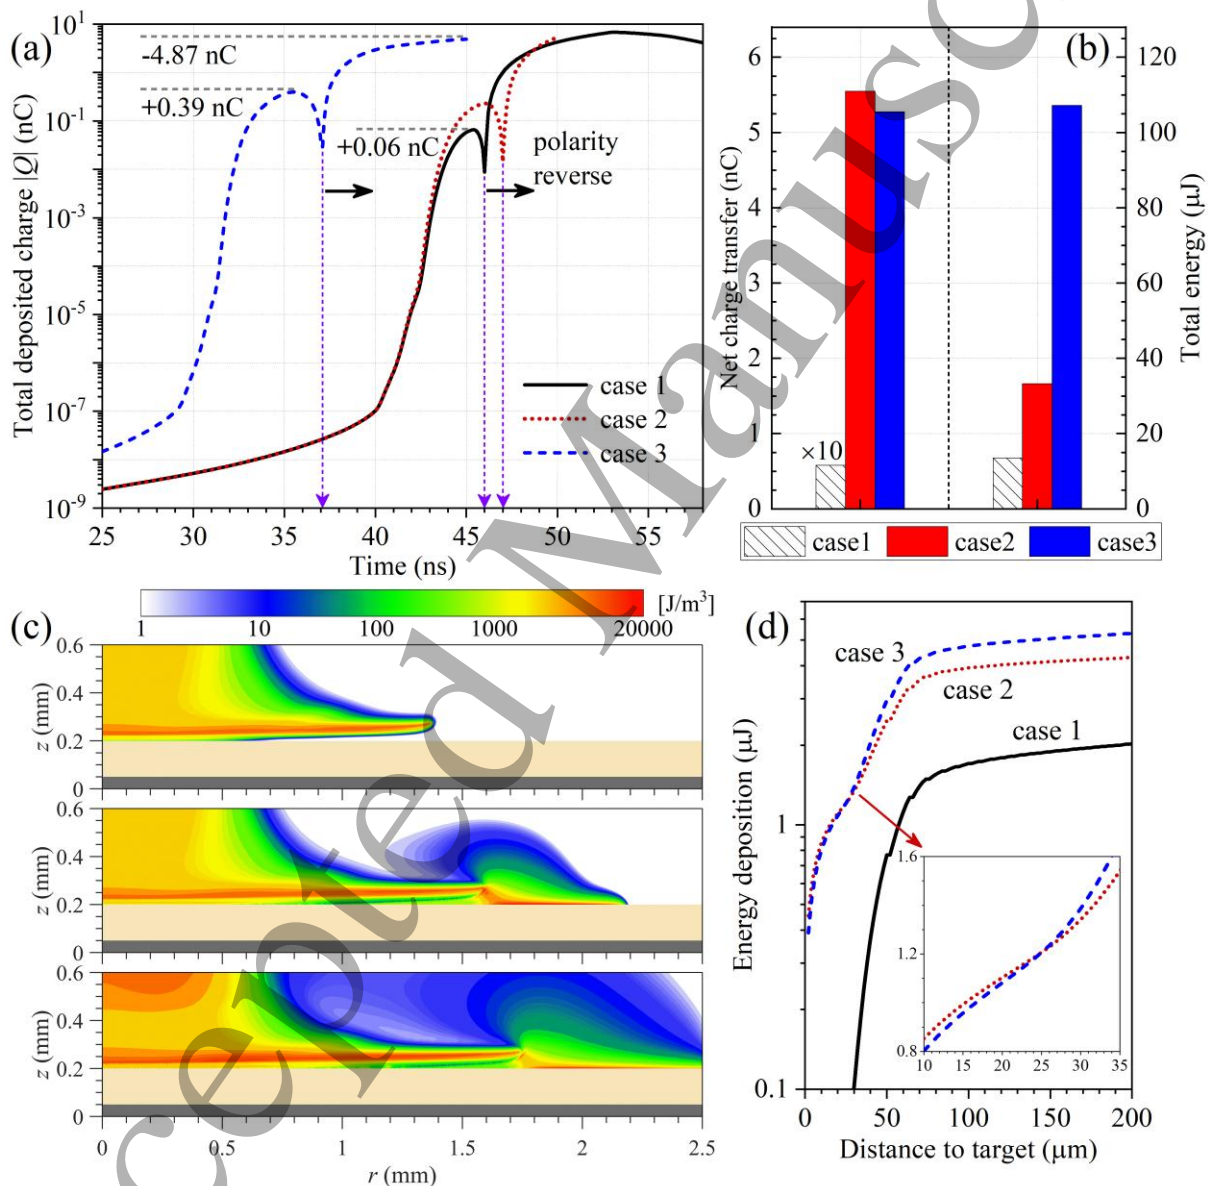 (a)
10¹
10⁻¹
10⁻³
10⁻⁵
10⁻⁷
10⁻⁹
Total deposited charge |Q| (nC)
-4.87 nC
+0.39 nC
+0.06 nC
polarity
reverse
case 1
case 2
case 3
25 30 35 40 45 50 55
Time (ns)
(b)
6
5
4
3
2
1
0
Net charge transfer (nC)
×10
120
100
80
60
40
20
0
Total energy (μJ)
case1 case2 case3
(c)
[J/m³]
1 10 100 1000 20000
0.6
0.4
0.2
0
z (mm)
0.6
0.4
0.2
0
z (mm)
0.6
0.4
0.2
0
z (mm)
0 0.5 1 1.5 2 2.5
r (mm)
(d)
case 3
case 2
case 1
1
0.1
Energy deposition (μJ)
1.6
1.2
0.8
10 15 20 25 30 35
0 50 100 150 200
Distance to target (μm)
cepted Manusc